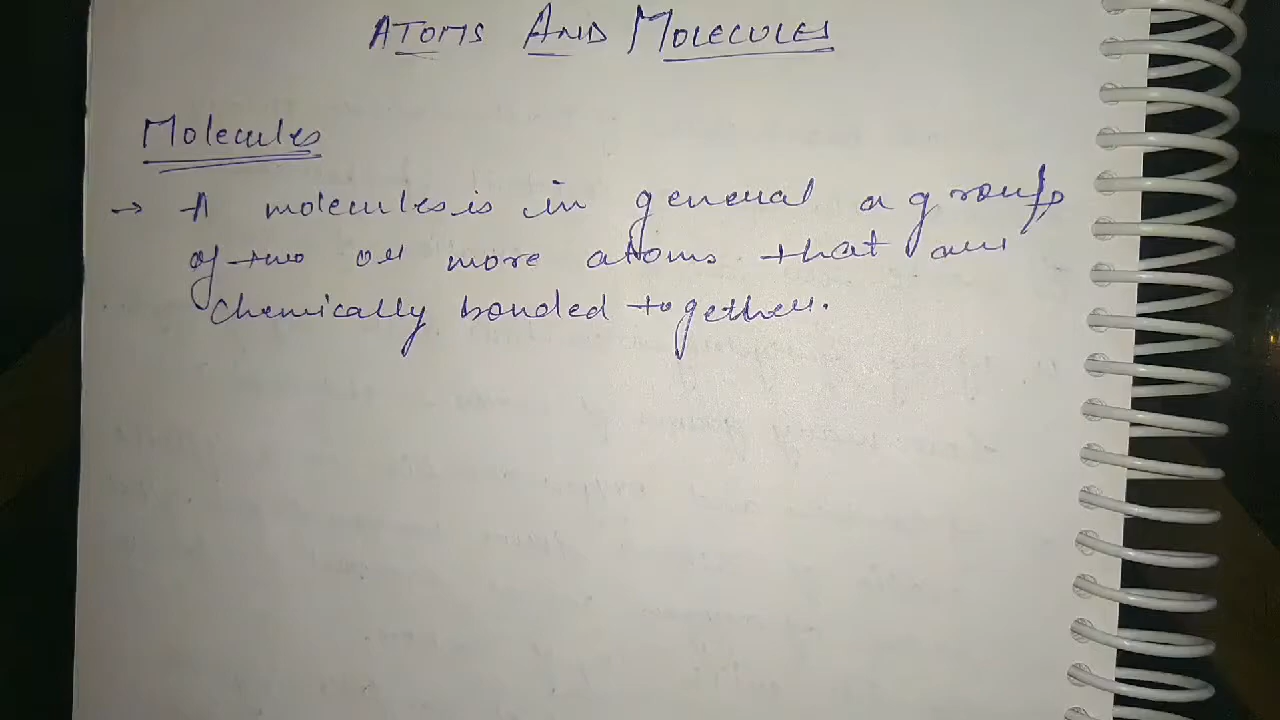 ATOMS AND MOLECULES
Molecules
→ A molecules is in general a group
of two or more atoms that are
chemically bonded together.